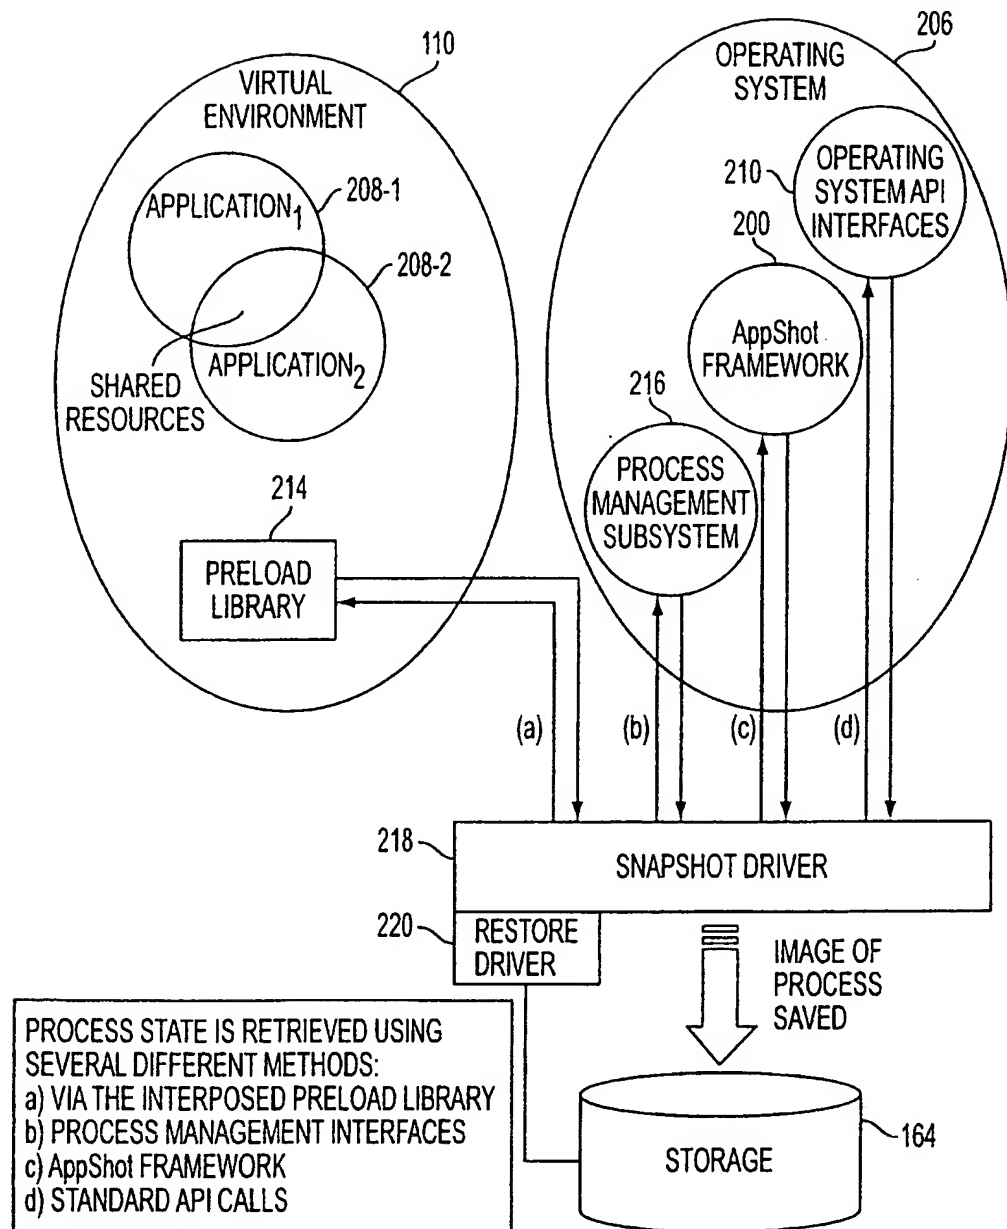 110
VIRTUAL
ENVIRONMENT
APPLICATION1
208-1
208-2
APPLICATION2
SHARED
RESOURCES
214
PRELOAD
LIBRARY
206
OPERATING
SYSTEM
210
OPERATING
SYSTEM API
INTERFACES
200
AppShot
FRAMEWORK
216
PROCESS
MANAGEMENT
SUBSYSTEM
(a)
(b)
(c)
(d)
218
SNAPSHOT DRIVER
220
RESTORE
DRIVER
IMAGE OF
PROCESS
SAVED
PROCESS STATE IS RETRIEVED USING
SEVERAL DIFFERENT METHODS:
a) VIA THE INTERPOSED PRELOAD LIBRARY
b) PROCESS MANAGEMENT INTERFACES
c) AppShot FRAMEWORK
d) STANDARD API CALLS
STORAGE
164